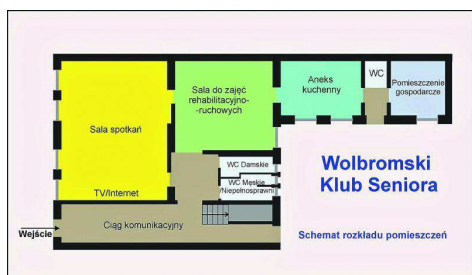 Sala spotkań
TV/Internet
Sala do zajęć
rehabilitacyjno-
-ruchowych
Aneks
kuchenny
WC
Pomieszczenie
gospodarcze
WC Damskie
WC Męskie
/Niepełnosprawni
Ciąg komunikacyjny
Wejście
Wolbromski
Klub Seniora
Schemat rozkładu pomieszczeń